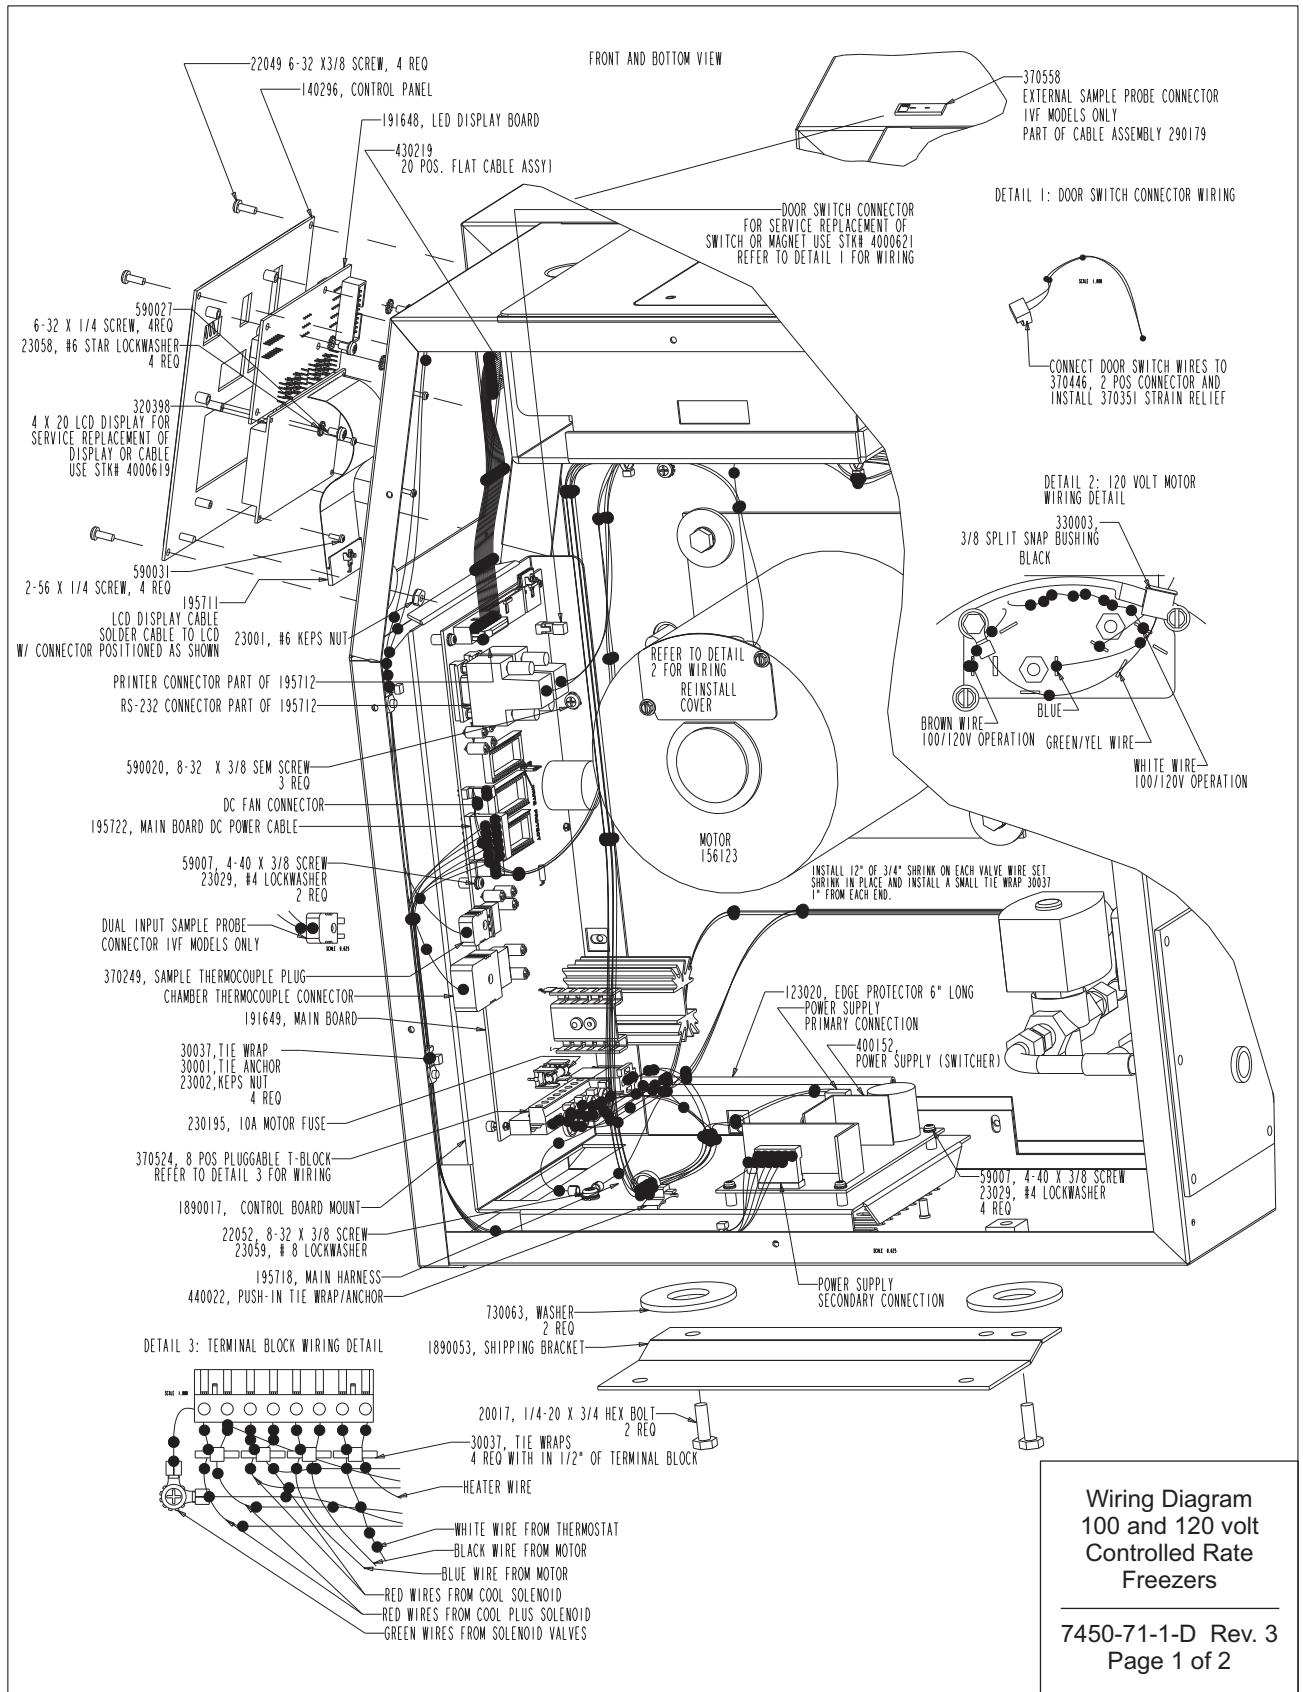 22049 6-32 X3/8 SCREW, 4 REQ
140296, CONTROL PANEL
191648, LED DISPLAY BOARD
430219
20 POS. FLAT CABLE ASSY1
FRONT AND BOTTOM VIEW
370558
EXTERNAL SAMPLE PROBE CONNECTOR
IVF MODELS ONLY
PART OF CABLE ASSEMBLY 290179
DOOR SWITCH CONNECTOR
FOR SERVICE REPLACEMENT OF
SWITCH OR MAGNET USE STK# 4000621
REFER TO DETAIL 1 FOR WIRING
DETAIL 1: DOOR SWITCH CONNECTOR WIRING
SCALE 1.000
CONNECT DOOR SWITCH WIRES TO
370446, 2 POS CONNECTOR AND
INSTALL 370351 STRAIN RELIEF
590027
6-32 X 1/4 SCREW, 4REQ
23058, #6 STAR LOCKWASHER
4 REQ
320398
4 X 20 LCD DISPLAY FOR
SERVICE REPLACEMENT OF
DISPLAY OR CABLE
USE STK# 4000619
590031
2-56 X 1/4 SCREW, 4 REQ
195711
LCD DISPLAY CABLE
SOLDER CABLE TO LCD
W/ CONNECTOR POSITIONED AS SHOWN
23001, #6 KEPS NUT
PRINTER CONNECTOR PART OF 195712
RS-232 CONNECTOR PART OF 195712
590020, 8-32 X 3/8 SEM SCREW
3 REQ
DC FAN CONNECTOR
195722, MAIN BOARD DC POWER CABLE
59007, 4-40 X 3/8 SCREW
23029, #4 LOCKWASHER
2 REQ
DUAL INPUT SAMPLE PROBE
CONNECTOR IVF MODELS ONLY
SCALE 0.625
370249, SAMPLE THERMOCOUPLE PLUG
CHAMBER THERMOCOUPLE CONNECTOR
191649, MAIN BOARD
30037,TIE WRAP
30001,TIE ANCHOR
23002,KEPS NUT
4 REQ
230195, 10A MOTOR FUSE
370524, 8 POS PLUGGABLE T-BLOCK
REFER TO DETAIL 3 FOR WIRING
1890017, CONTROL BOARD MOUNT
22052, 8-32 X 3/8 SCREW
23059, # 8 LOCKWASHER
195718, MAIN HARNESS
440022, PUSH-IN TIE WRAP/ANCHOR
REFER TO DETAIL
2 FOR WIRING
REINSTALL
COVER
MOTOR
156123
DETAIL 2: 120 VOLT MOTOR
WIRING DETAIL
330003,
3/8 SPLIT SNAP BUSHING
BLACK
BROWN WIRE
100/120V OPERATION
BLUE
GREEN/YEL WIRE
WHITE WIRE
100/120V OPERATION
INSTALL 12" OF 3/4" SHRINK ON EACH VALVE WIRE SET
SHRINK IN PLACE AND INSTALL A SMALL TIE WRAP 30037
1" FROM EACH END.
123020, EDGE PROTECTOR 6" LONG
POWER SUPPLY
PRIMARY CONNECTION
400152,
POWER SUPPLY (SWITCHER)
59007, 4-40 X 3/8 SCREW
23029, #4 LOCKWASHER
4 REQ
SCALE 0.625
POWER SUPPLY
SECONDARY CONNECTION
730063, WASHER
2 REQ
1890053, SHIPPING BRACKET
20017, 1/4-20 X 3/4 HEX BOLT
2 REQ
DETAIL 3: TERMINAL BLOCK WIRING DETAIL
SCALE 1.000
30037, TIE WRAPS
4 REQ WITH IN 1/2" OF TERMINAL BLOCK
HEATER WIRE
WHITE WIRE FROM THERMOSTAT
BLACK WIRE FROM MOTOR
BLUE WIRE FROM MOTOR
RED WIRES FROM COOL SOLENOID
RED WIRES FROM COOL PLUS SOLENOID
GREEN WIRES FROM SOLENOID VALVES
Wiring Diagram
100 and 120 volt
Controlled Rate
Freezers
7450-71-1-D Rev. 3
Page 1 of 2